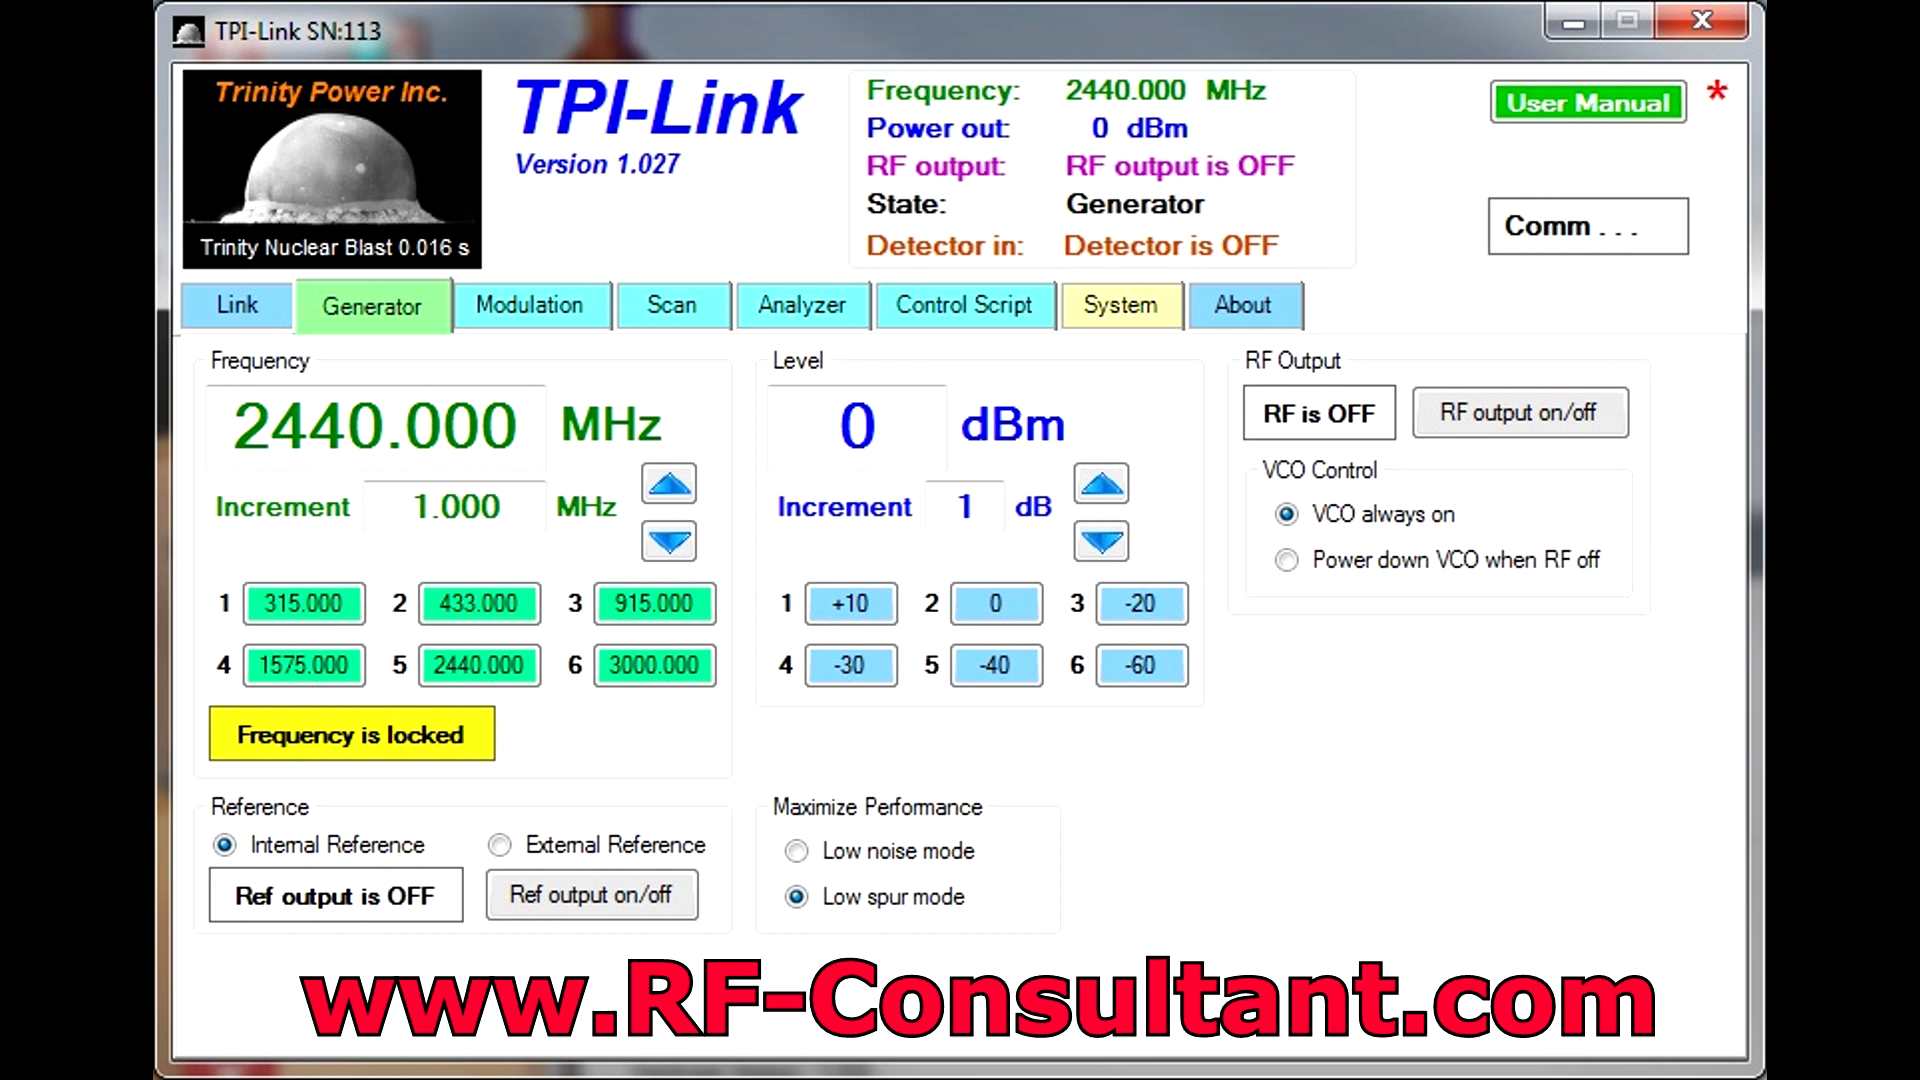 TPI-Link SN:113
Trinity Power Inc.
Trinity Nuclear Blast 0.016 s
TPI-Link
Version 1.027
Frequency: 2440.000 MHz
Power out: 0 dBm
RF output: RF output is OFF
State: Generator
Detector in: Detector is OFF
User Manual *
Comm . . .
Link Generator Modulation Scan Analyzer Control Script System About
Frequency
2440.000 MHz
Increment 1.000 MHz
1 315.000 2 433.000 3 915.000
4 1575.000 5 2440.000 6 3000.000
Frequency is locked
Level
0 dBm
Increment 1 dB
1 +10 2 0 3 -20
4 -30 5 -40 6 -60
RF Output
RF is OFF RF output on/off
VCO Control
VCO always on
Power down VCO when RF off
Reference
Internal Reference External Reference
Ref output is OFF Ref output on/off
Maximize Performance
Low noise mode
Low spur mode
www.RF-Consultant.com